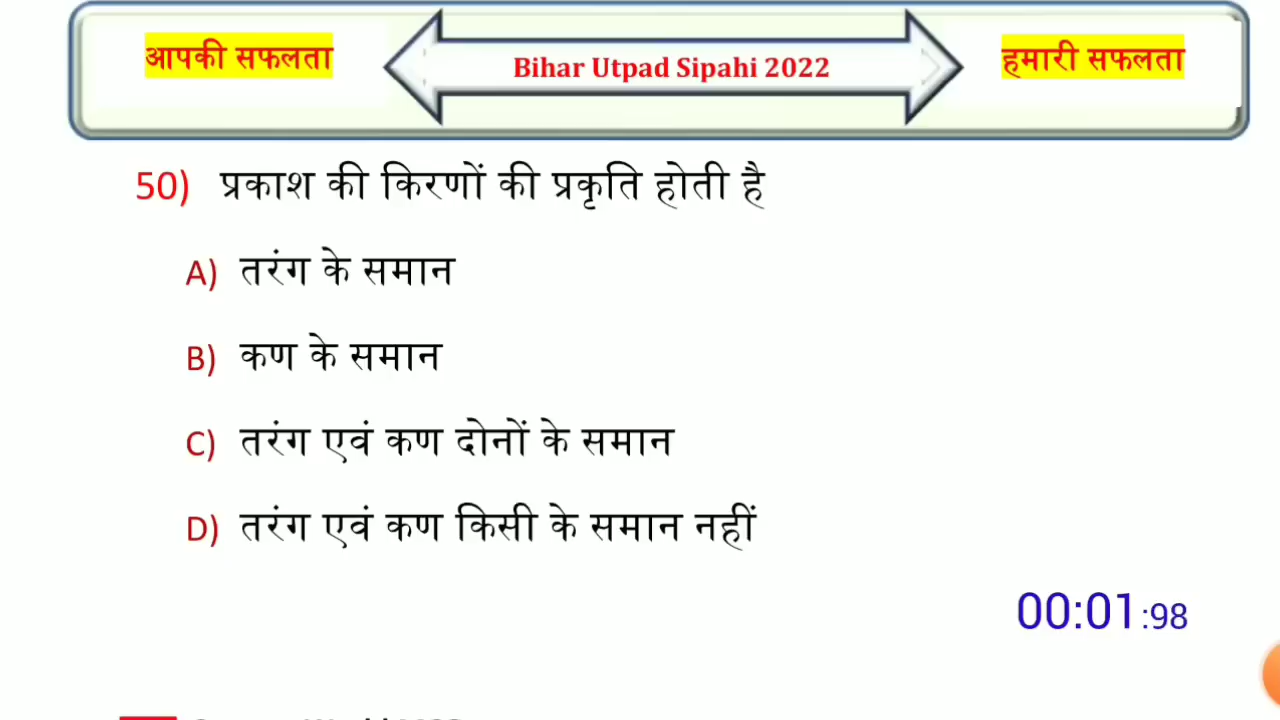 आपकी सफलता
Bihar Utpad Sipahi 2022
हमारी सफलता
50) प्रकाश की किरणों की प्रकृति होती है
A) तरंग के समान
B) कण के समान
C) तरंग एवं कण दोनों के समान
D) तरंग एवं कण किसी के समान नहीं
00:01:98